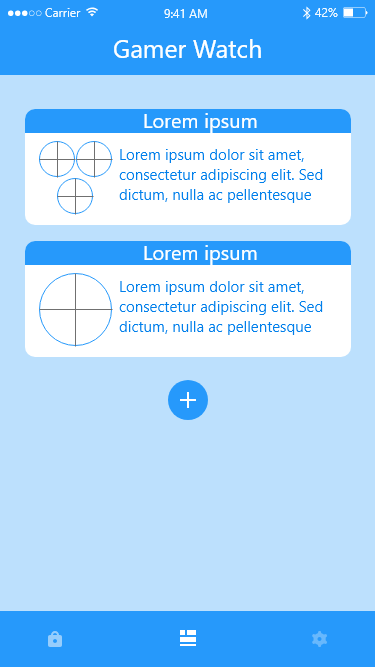 Carrier 9:41 AM 42%
Gamer Watch
Lorem ipsum
Lorem ipsum dolor sit amet,
consectetur adipiscing elit. Sed
dictum, nulla ac pellentesque
Lorem ipsum
Lorem ipsum dolor sit amet,
consectetur adipiscing elit. Sed
dictum, nulla ac pellentesque